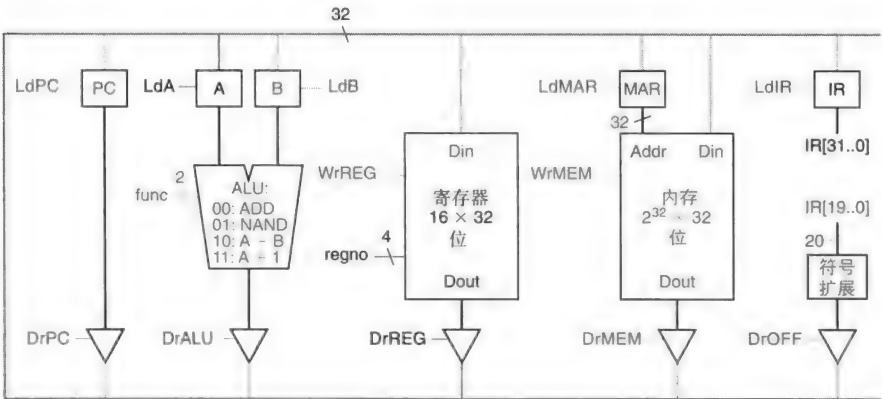 32
LdPC
PC
LdA
A
B
LdB
LdMAR
MAR
LdIR
IR
32
Din
Addr
Din
IR[31..0]
2
func
ALU:
00: ADD
01: NAND
10: A - B
11: A - 1
WrREG
寄存器
16 × 32
位
WrMEM
内存
2^32 · 32
位
IR[19..0]
4
regno
20
符号
扩展
Dout
Dout
DrPC
DrALU
DrREG
DrMEM
DrOFF